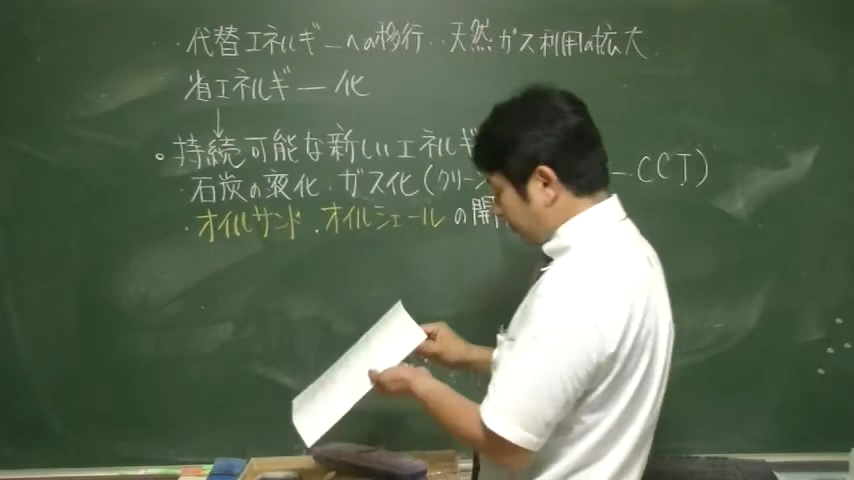 ・代替エネルギーへの移行・・天然ガス利用の拡大
省エネルギー化
↓
○持続可能な新しいエネルギ
・石炭の液化・ガス化(クリーン ーCCT)
・オイルサンド・オイルシェールの開